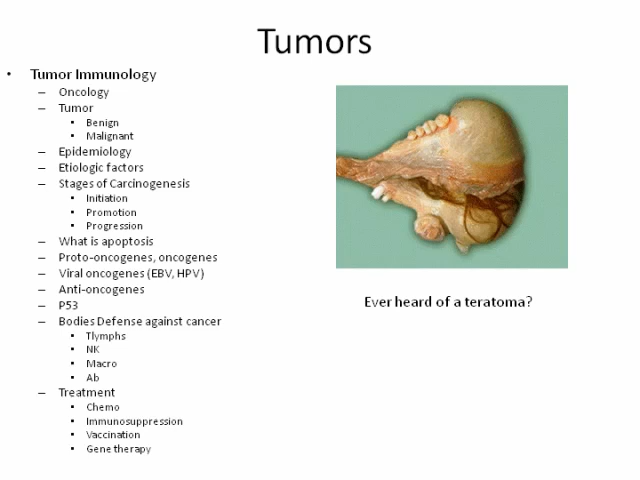 Tumors
• Tumor Immunology
– Oncology
– Tumor
• Benign
• Malignant
– Epidemiology
– Etiologic factors
– Stages of Carcinogenesis
• Initiation
• Promotion
• Progression
– What is apoptosis
– Proto-oncogenes, oncogenes
– Viral oncogenes (EBV, HPV)
– Anti-oncogenes
– P53
– Bodies Defense against cancer
• Tlymphs
• NK
• Macro
• Ab
– Treatment
• Chemo
• Immunosuppression
• Vaccination
• Gene therapy
Ever heard of a teratoma?